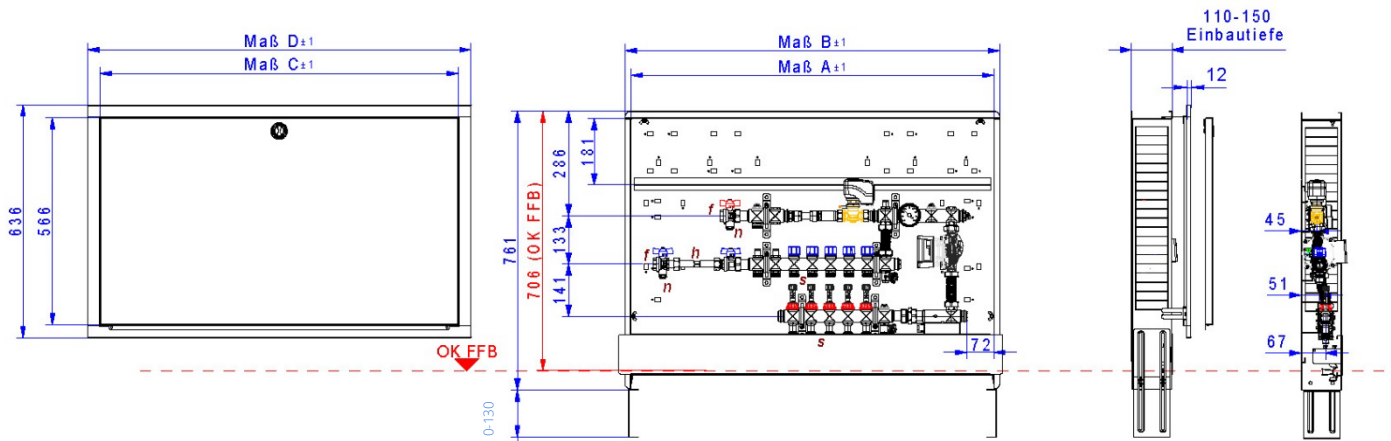 Maß D±1
Maß C±1
636
566
OK FFB
Maß B±1
Maß A±1
761
706 (OK FFB)
286
181
133
141
0-130
f
n
f
h
n
s
s
72
110-150
Einbautiefe
12
45
51
67